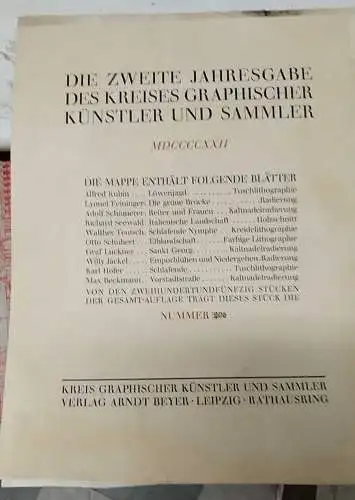 DIE ZWEITE JAHRESGABE
DES KREISES GRAPHISCHER
KÜNSTLER UND SAMMLER
MDCCCCXXII
DIE MAPPE ENTHÄLT FOLGENDE BLÄTTER
Alfred Kubin .... Löwenjagd .......... Tuschlithographie
Lyonel Feininger. Die grüne Brücke .......... Radierung
Adolf Schinnerer. Reiter und Frauen ... Kaltnadelradierung
Richard Seewald. Italienische Landschaft ..... Holzschnitt
Walther Teutsch. Schlafende Nymphe . Kreidelithographie
Otto Schubert ... Elblandschaft ..... Farbige Lithographie
Graf Luckner ... Sankt Georg ....... Kaltnadelradierung
Willy Jäckel .... Emporblühen und Niedergehen. Radierung
Karl Hofer ..... Schlafende .......... Tuschlithographie
Max Beckmann .. Vorstadtstraße .... Kaltnadelradierung
VON DEN ZWEIHUNDERTUNDFÜNFZIG STÜCKEN
DER GESAMT-AUFLAGE TRÄGT DIESES STÜCK DIE
NUMMER
KREIS GRAPHISCHER KÜNSTLER UND SAMMLER
VERLAG ARNDT BEYER · LEIPZIG · RATHAUSRING